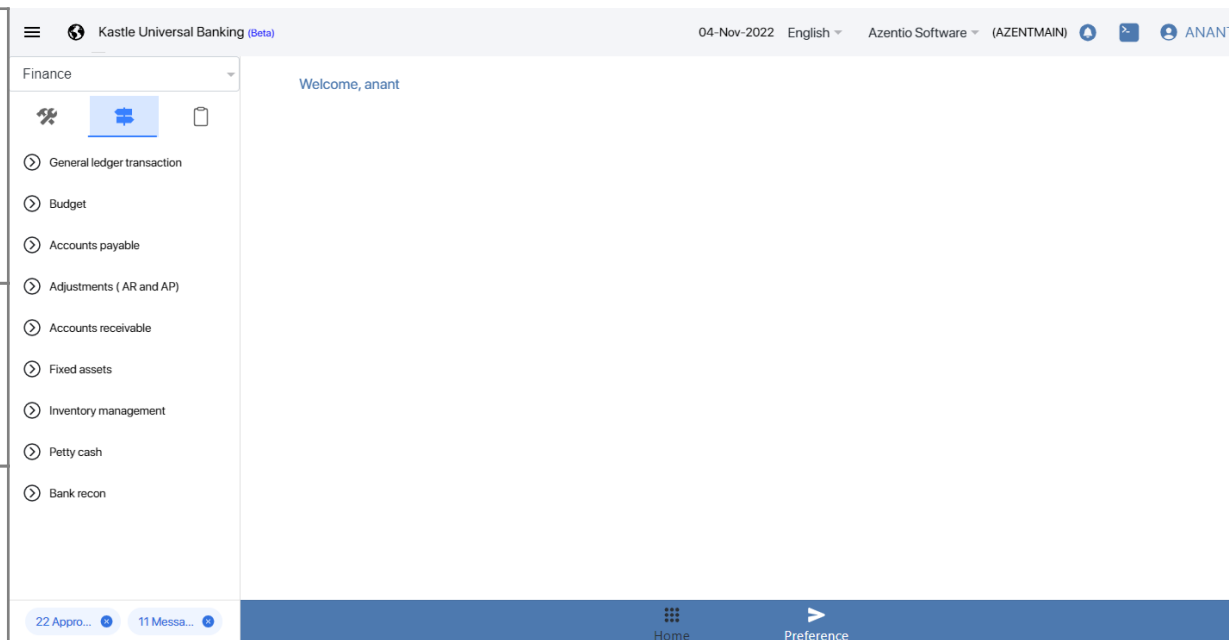 Kastle Universal Banking (Beta)
04-Nov-2022 English Azentio Software (AZENTMAIN) ANANT
Finance
Welcome, anant
General ledger transaction
Budget
Accounts payable
Adjustments ( AR and AP)
Accounts receivable
Fixed assets
Inventory management
Petty cash
Bank recon
22 Appro... 11 Messa...
Home Preference